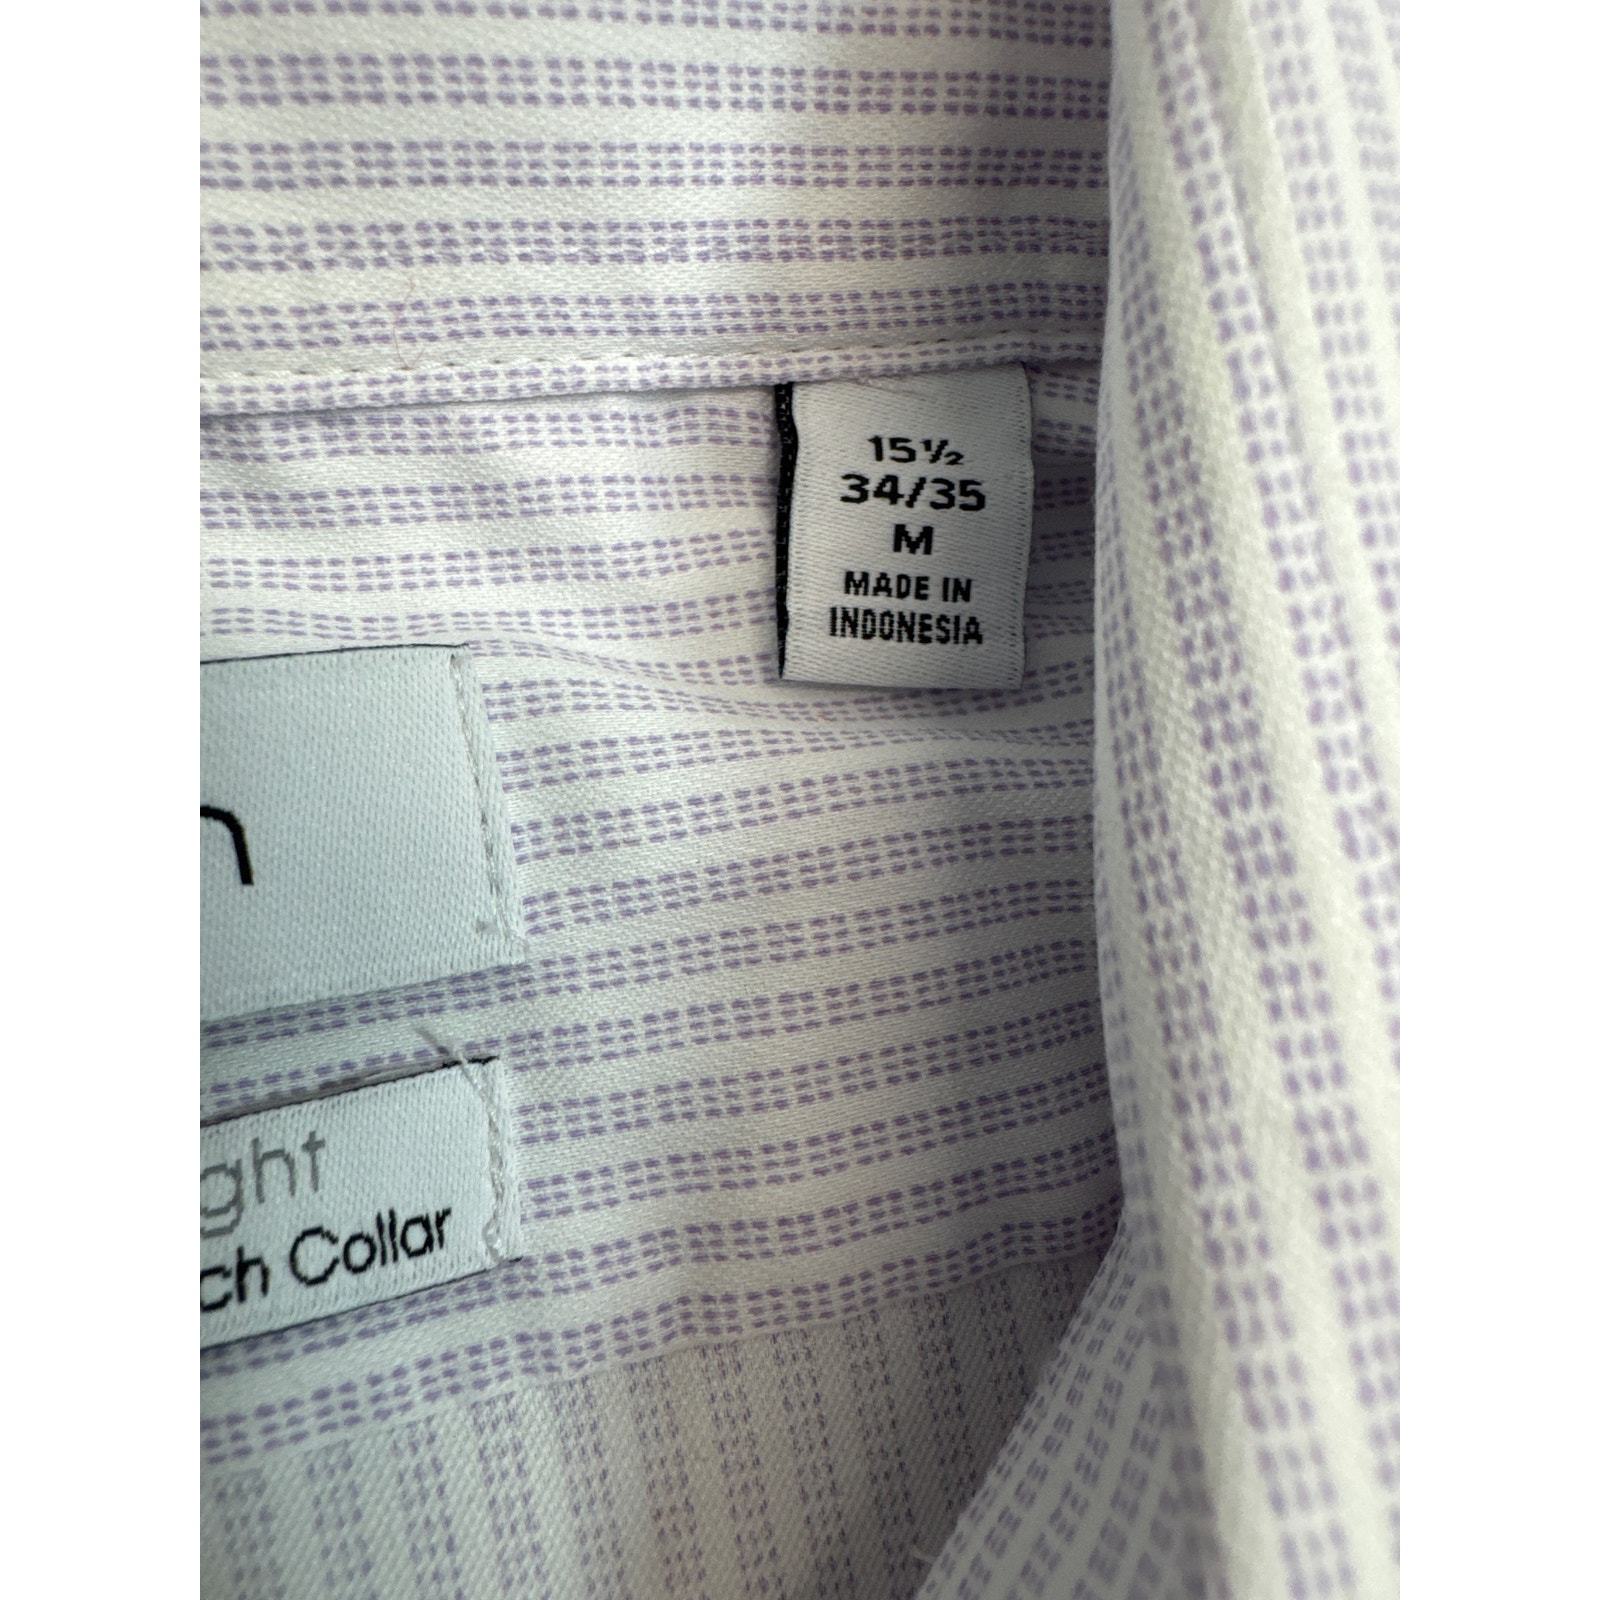 15½
34/35
M
MADE IN
INDONESIA
n
ght
ch Collar